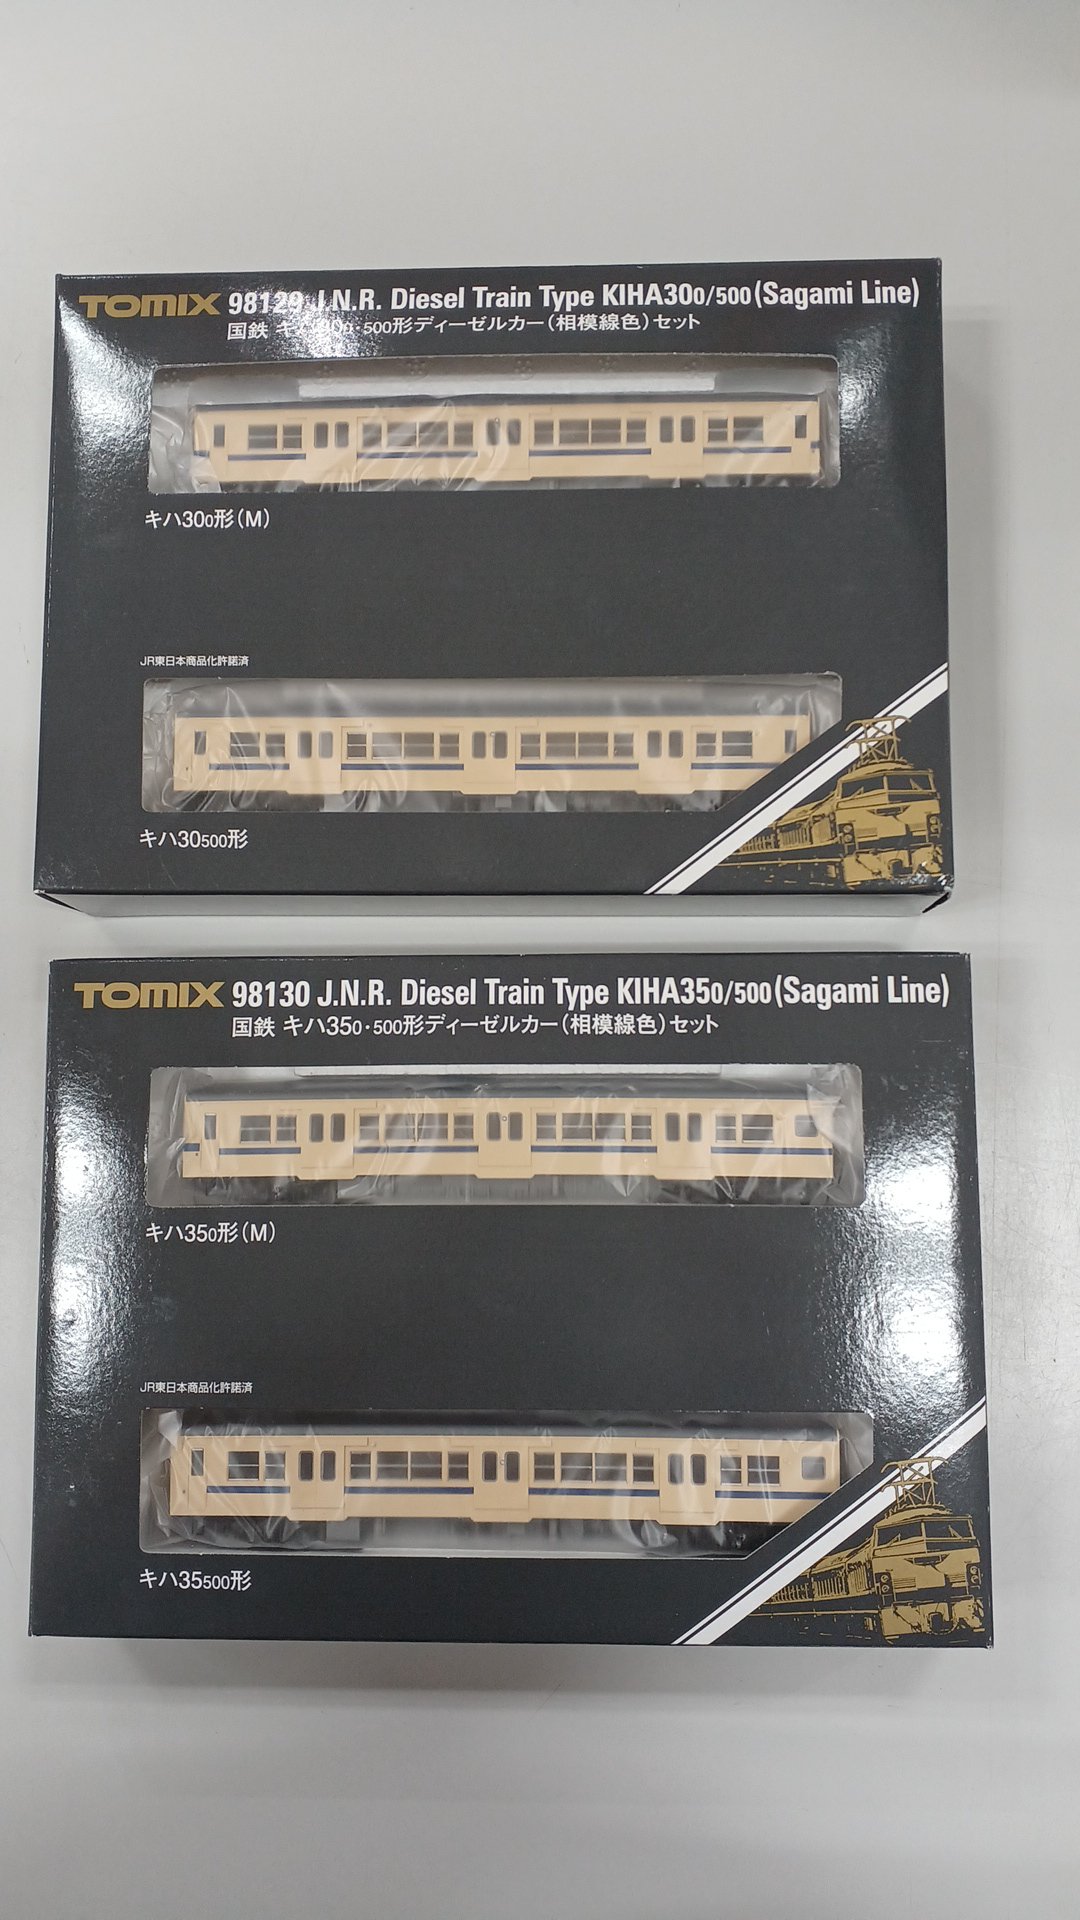 TOMIX 98129 J.N.R. Diesel Train Type KIHA300/500(Sagami Line)
国鉄 キハ300・500形ディーゼルカー(相模線色)セット
キハ300形(M)
JR東日本商品化許諾済
キハ30500形
TOMIX 98130 J.N.R. Diesel Train Type KIHA350/500(Sagami Line)
国鉄 キハ350・500形ディーゼルカー(相模線色)セット
キハ350形(M)
JR東日本商品化許諾済
キハ35500形